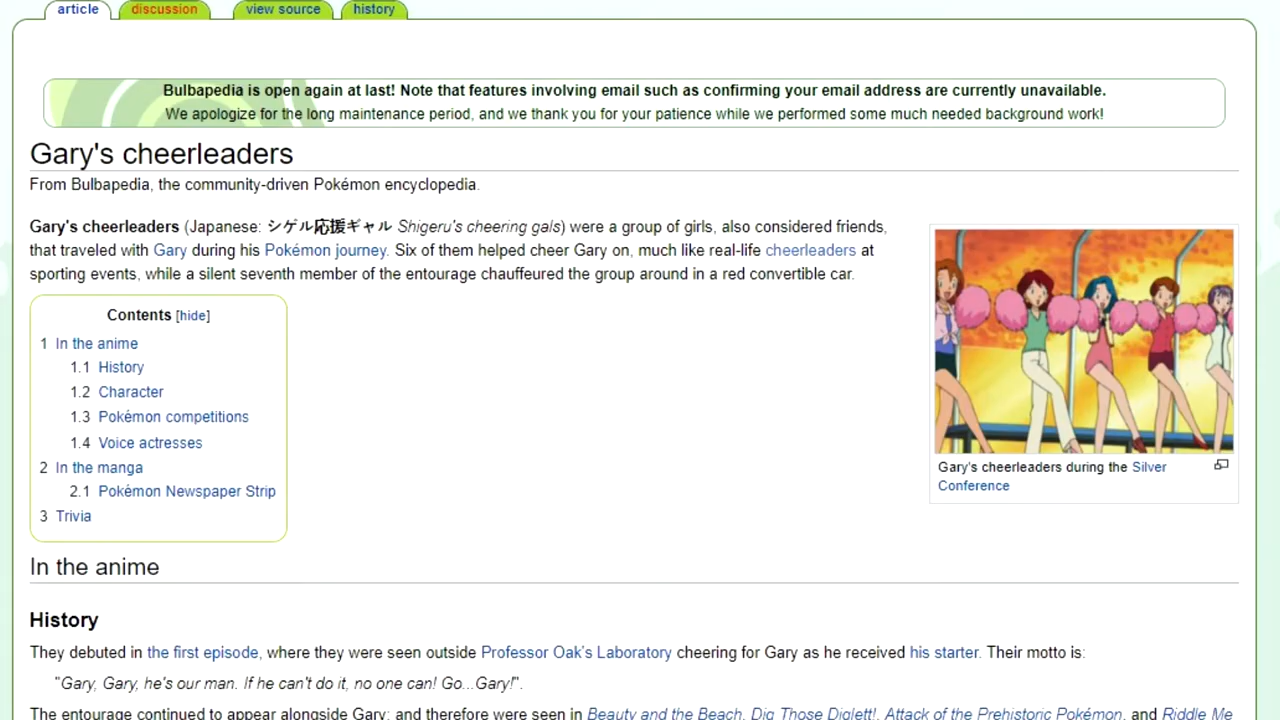 article discussion view source history
Bulbapedia is open again at last! Note that features involving email such as confirming your email address are currently unavailable.
We apologize for the long maintenance period, and we thank you for your patience while we performed some much needed background work!
Gary's cheerleaders
From Bulbapedia, the community-driven Pokémon encyclopedia.
Gary's cheerleaders (Japanese: シゲル応援ギャル Shigeru's cheering gals) were a group of girls, also considered friends,
that traveled with Gary during his Pokémon journey. Six of them helped cheer Gary on, much like real-life cheerleaders at
sporting events, while a silent seventh member of the entourage chauffeured the group around in a red convertible car.
Gary's cheerleaders during the Silver
Conference
Contents [hide]
1 In the anime
1.1 History
1.2 Character
1.3 Pokémon competitions
1.4 Voice actresses
2 In the manga
2.1 Pokémon Newspaper Strip
3 Trivia
In the anime
History
They debuted in the first episode, where they were seen outside Professor Oak's Laboratory cheering for Gary as he received his starter. Their motto is:
"Gary, Gary, he's our man. If he can't do it, no one can! Go...Gary!".
The entourage continued to appear alongside Gary; and therefore were seen in Beauty and the Beach, Dig Those Diglett!, Attack of the Prehistoric Pokémon, and Riddle Me